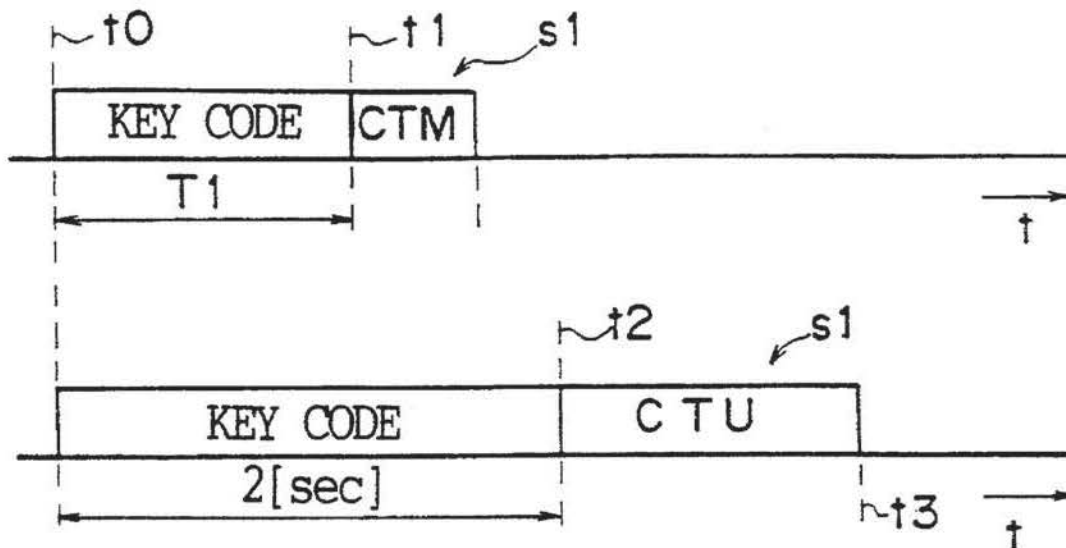 t0 t1 s1
KEY CODE CTM
T1
t
t2 s1
KEY CODE CTU
2[sec]
t3
t